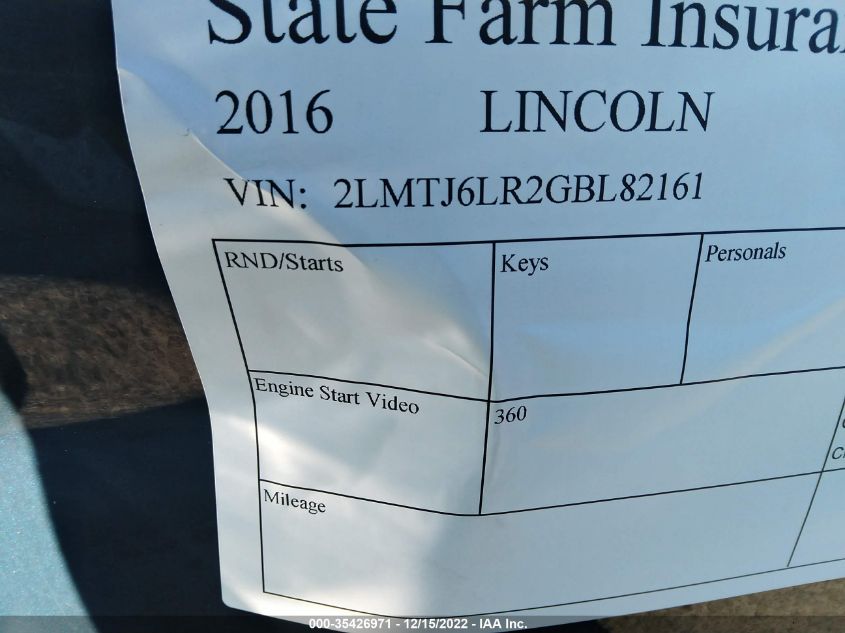 State Farm
2016 LINCOLN
VIN: 2LMTJ6LR2GBL82161
RND/Starts Keys Personals
Engine Start Video 360
Mileage
000-35426971 - 12/15/2022 - IAA Inc.